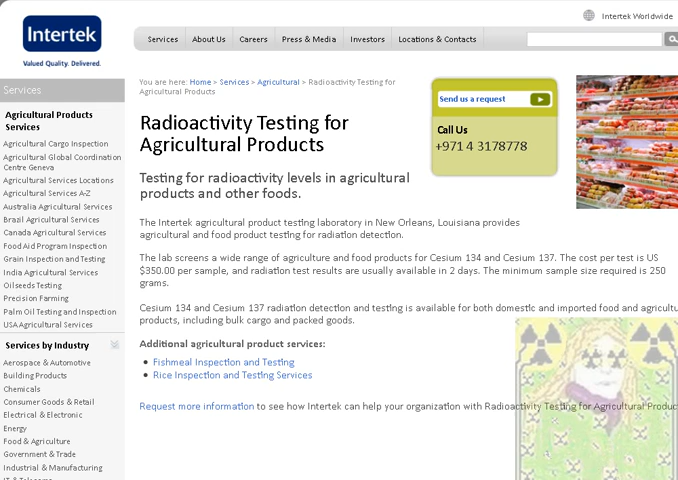 Intertek Worldwide
Intertek
Valued Quality. Delivered.
Services
About Us
Careers
Press & Media
Investors
Locations & Contacts
Services
Agricultural Products
Services
Agricultural Cargo Inspection
Agricultural Global Coordination
Centre Geneva
Agricultural Services Locations
Agricultural Services A-Z
Australia Agricultural Services
Brazil Agricultural Services
Canada Agricultural Services
Food Aid Program Inspection
Grain Inspection and Testing
India Agricultural Services
Oilseeds Testing
Precision Farming
Palm Oil Testing and Inspection
USA Agricultural Services
Services by Industry
Aerospace & Automotive
Building Products
Chemicals
Consumer Goods & Retail
Electrical & Electronic
Energy
Food & Agriculture
Government & Trade
Industrial & Manufacturing
You are here: Home > Services > Agricultural > Radioactivity Testing for
Agricultural Products
Radioactivity Testing for
Agricultural Products
Send us a request
Call Us
+971 4 3178778
Testing for radioactivity levels in agricultural
products and other foods.
The Intertek agricultural product testing laboratory in New Orleans, Louisiana provides
agricultural and food product testing for radiation detection.
The lab screens a wide range of agriculture and food products for Cesium 134 and Cesium 137. The cost per test is US
$350.00 per sample, and radiation test results are usually available in 2 days. The minimum sample size required is 250
grams.
Cesium 134 and Cesium 137 radiation detection and testing is available for both domestic and imported food and agricultu
products, including bulk cargo and packed goods.
Additional agricultural product services:
Fishmeal Inspection and Testing
Rice Inspection and Testing Services
Request more information to see how Intertek can help your organization with Radioactivity Testing for Agricultural Produc